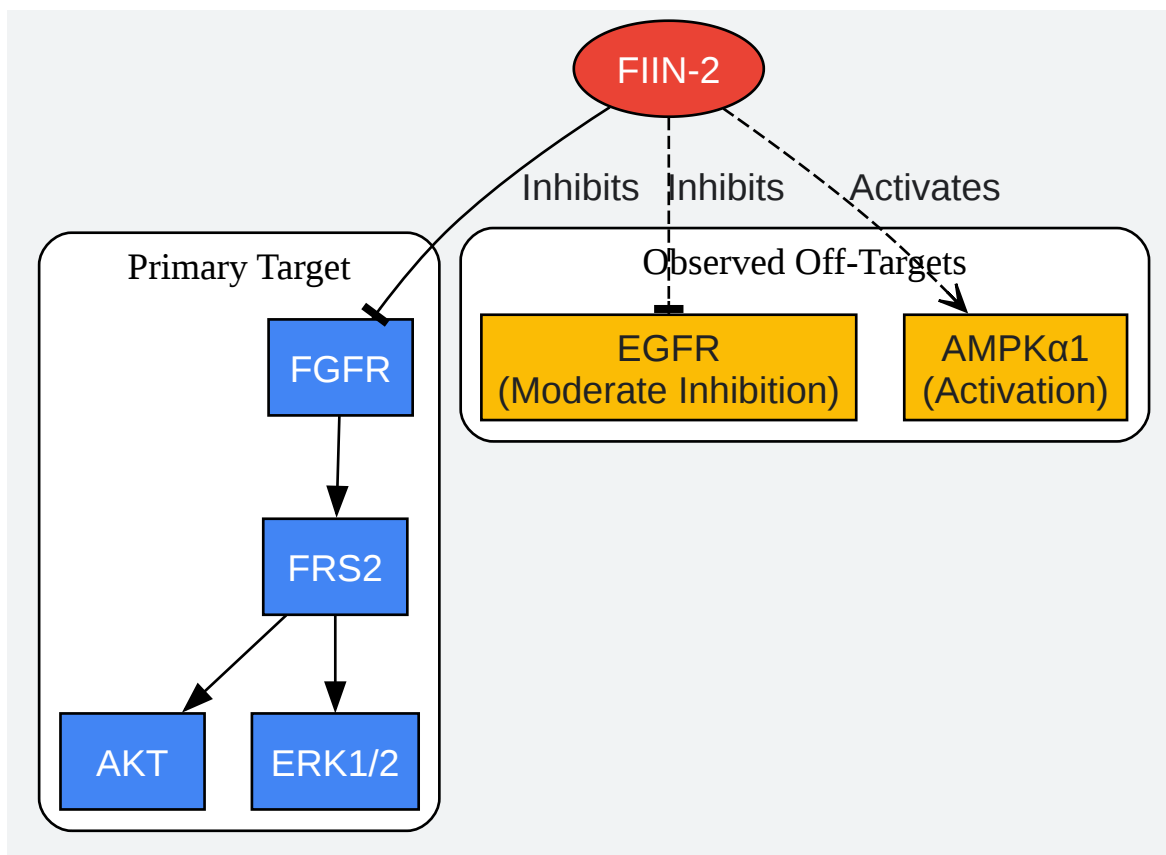 FIIN-2
Inhibits
Inhibits
Activates
Primary Target
Observed Off-Targets
FGFR
EGFR
(Moderate Inhibition)
AMPKα1
(Activation)
FRS2
AKT
ERK1/2